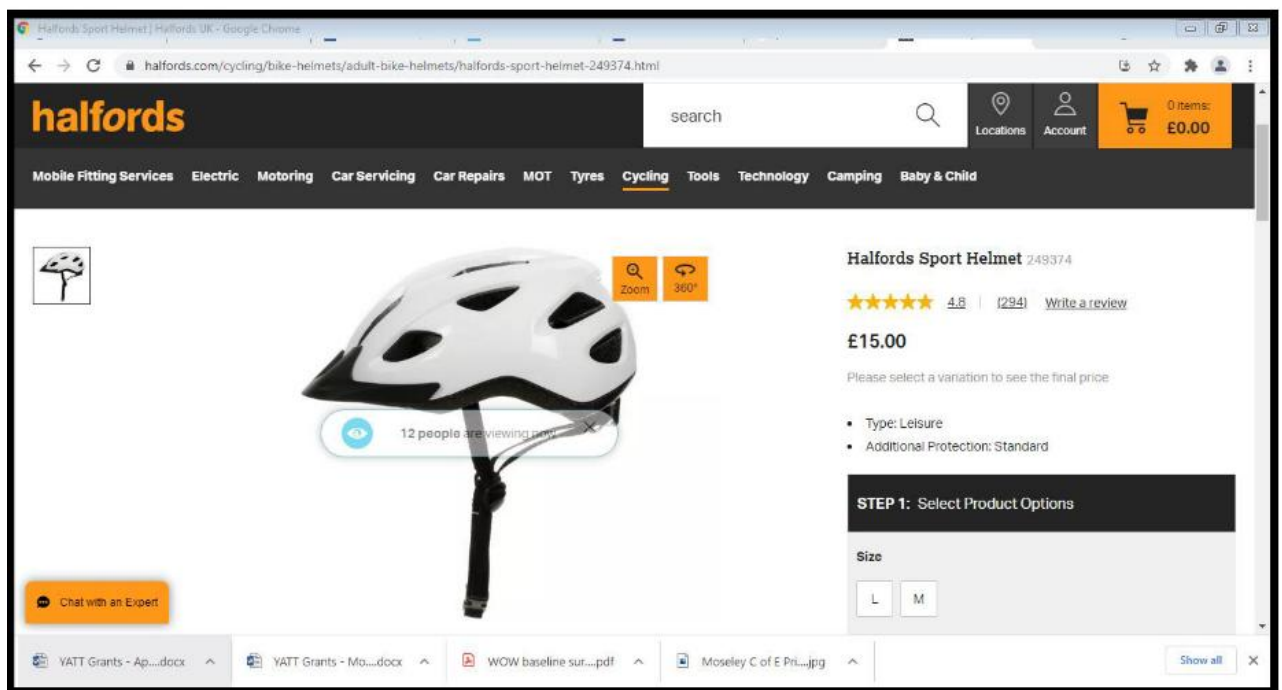 Halfords Sport Helmet | Halfords UK - Google Chrome
halfords.com/cycling/bike-helmets/adult-bike-helmets/halfords-sport-helmet-249374.html
halfords
search
Locations
Account
0 items:
£0.00
Mobile Fitting Services Electric Motoring Car Servicing Car Repairs MOT Tyres Cycling Tools Technology Camping Baby & Child
Zoom
360°
Halfords Sport Helmet 249374
4.8 | (294) Write a review
£15.00
Please select a variation to see the final price
12 people are viewing now
• Type: Leisure
• Additional Protection: Standard
STEP 1: Select Product Options
Size
L M
Chat with an Expert
YATT Grants - Ap....docx
YATT Grants - Mo....docx
WOW baseline sur....pdf
Moseley C of E Pri....jpg
Show all